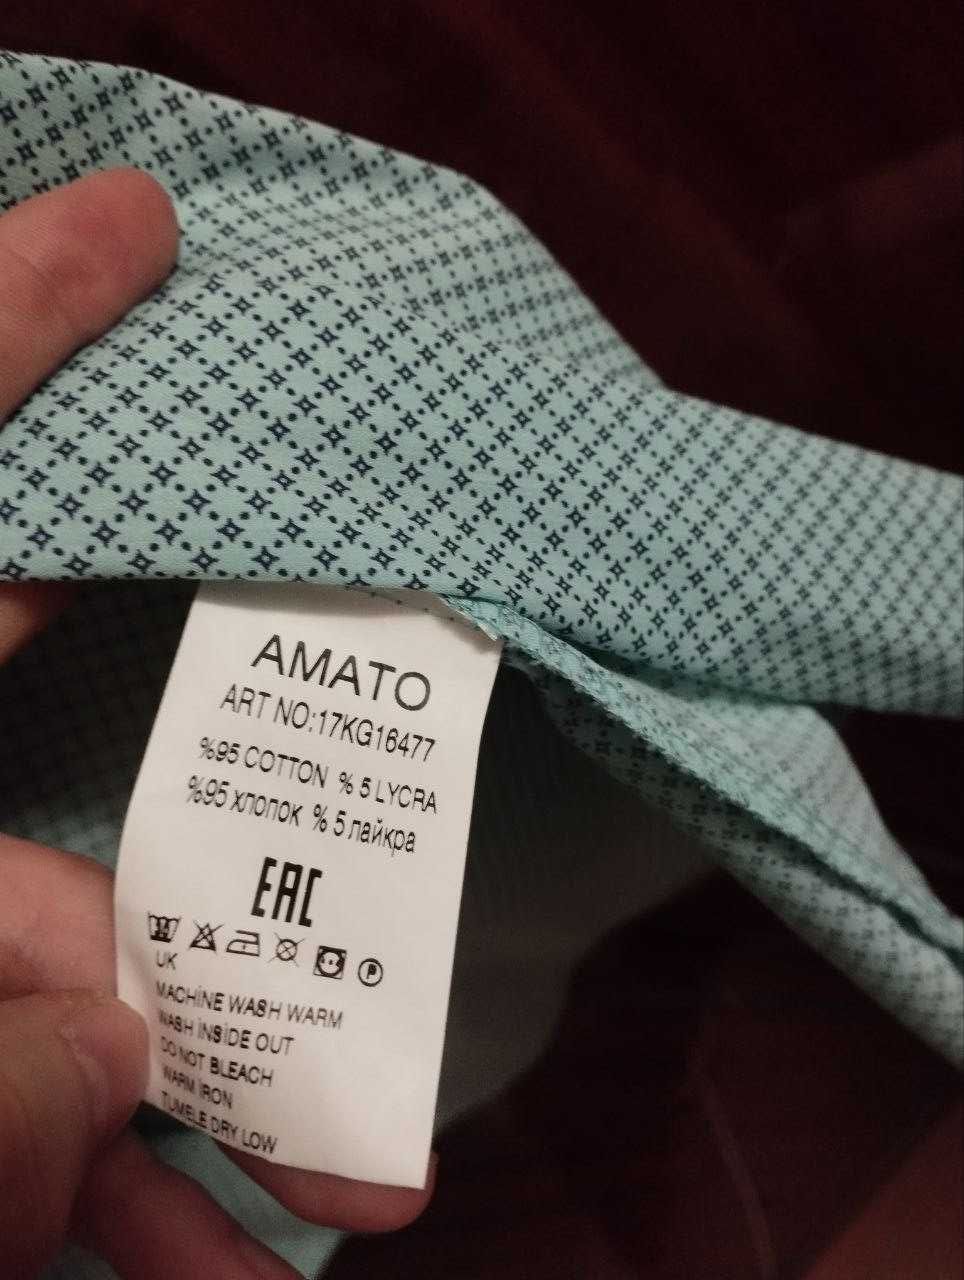 AMATO
ART NO:17KG16477
%95 COTTON % 5 LYCRA
%95 хлопок % 5 лайкра
EAC
P
UK
MACHİNE WASH WARM
WASH İNSİDE OUT
DO NOT BLEACH
WARM İRON
TUMELE DRY LOW